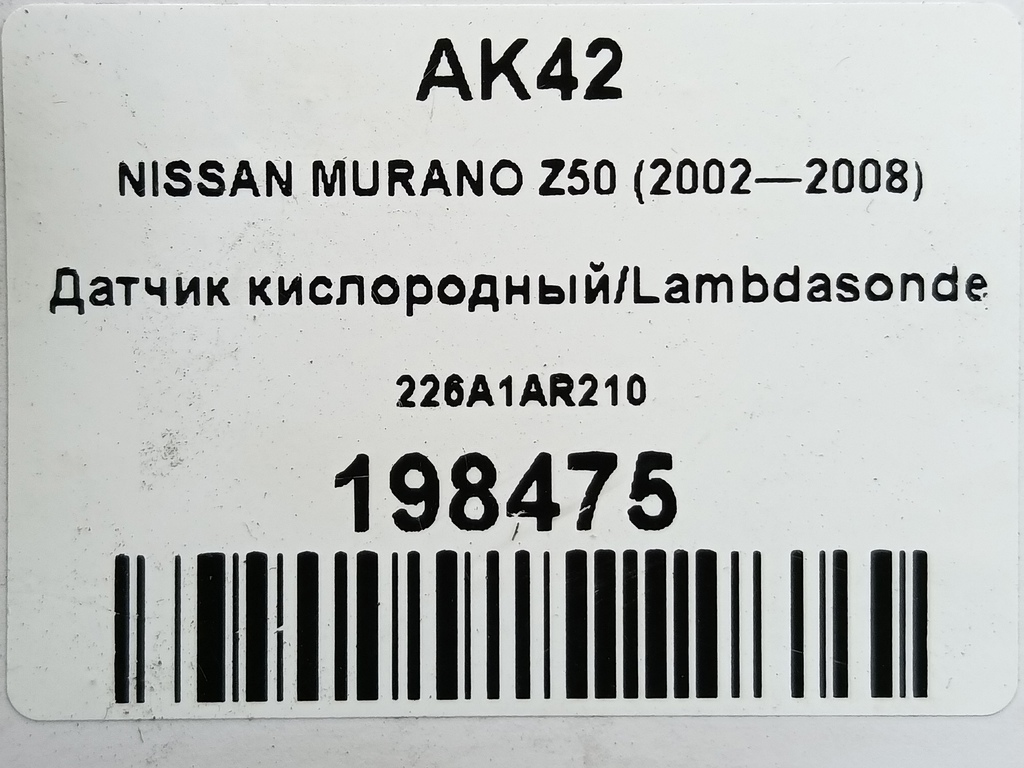 AK42
NISSAN MURANO Z50 (2002—2008)
Датчик кислородный/Lambdasonde
226A1AR210
198475